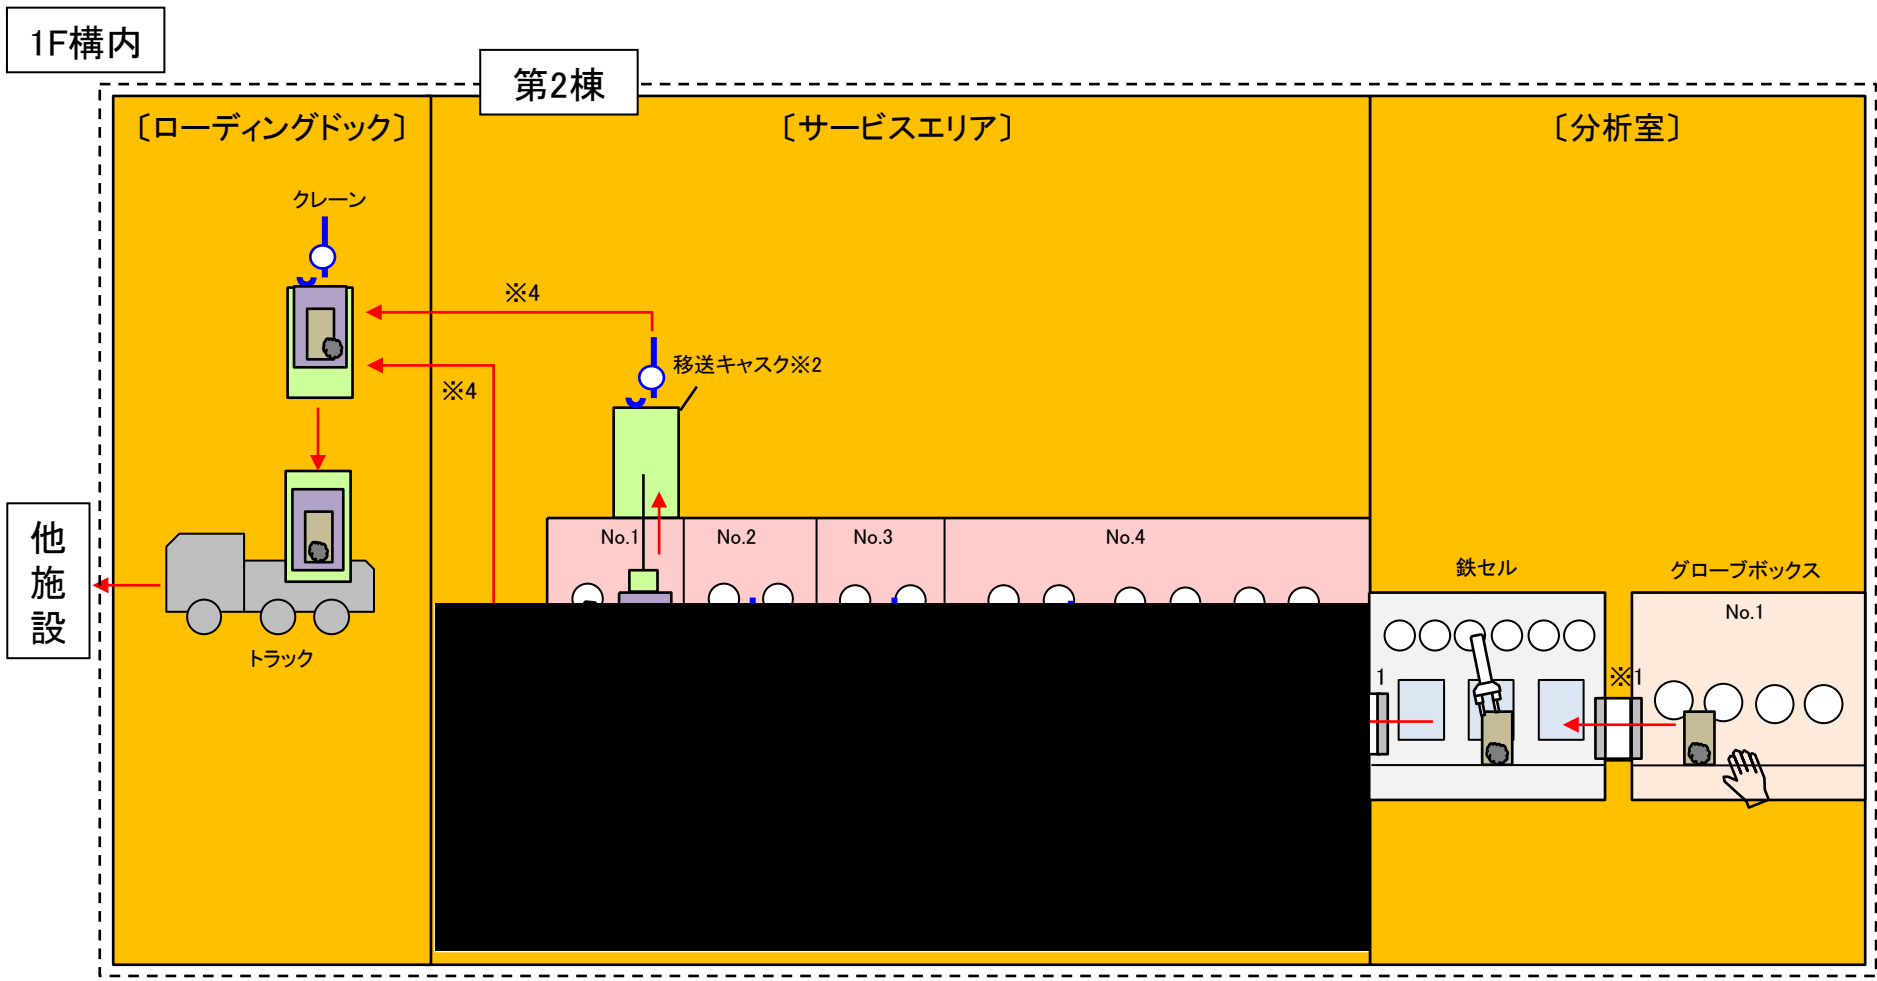 1F構内
第2棟
〔ローディングドック〕
〔サービスエリア〕
〔分析室〕
クレーン
※4
移送キャスク※2
※4
No.1
No.2
No.3
No.4
鉄セル
グローブボックス
No.1
他施設
トラック
1
※1